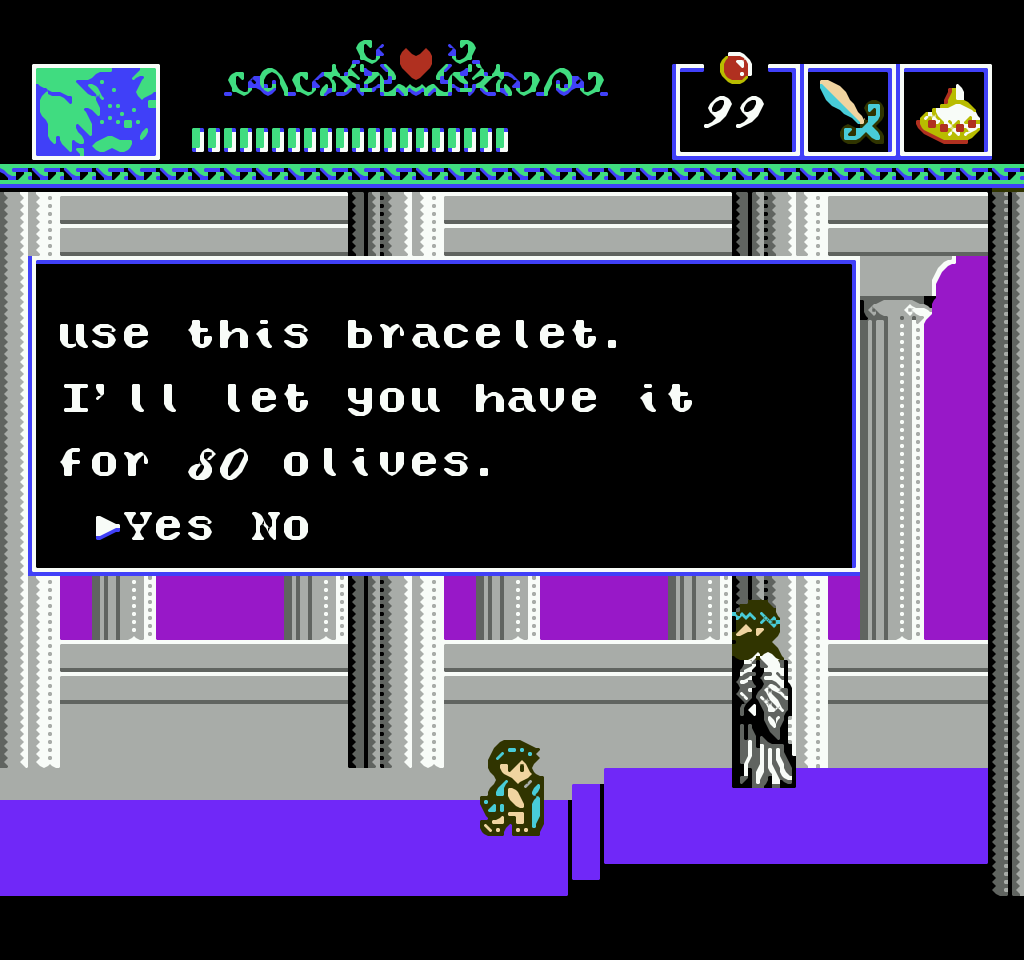 99
use this bracelet.
I'll let you have it
for 80 olives.
▶Yes No